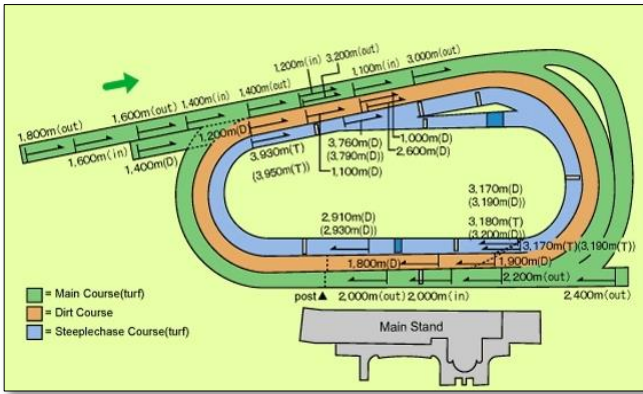 1,200m(in)
3,200m(out)
3,000m(out)
1,400m(out)
1,100m(in)
1,400m(in)
1,600m(out)
1,800m(out)
1,600m(in)
1,400m(D)
1,200m(D)
3,930m(T)
(3,950m(T))
3,760m(D)
(3,790m(D))
1,100m(D)
1,000m(D)
2,600m(D)
3,170m(D)
(3,190m(D))
2,910m(D)
(2,930m(D))
3,180m(T)
(3,200m(D))
3,170m(T)(3,190m(T))
1,800m(D)
1,900m(D)
2,200m(out)
post▲
2,000m(out)
2,000m(in)
2,400m(out)
= Main Course(turf)
= Dirt Course
= Steeplechase Course(turf)
Main Stand